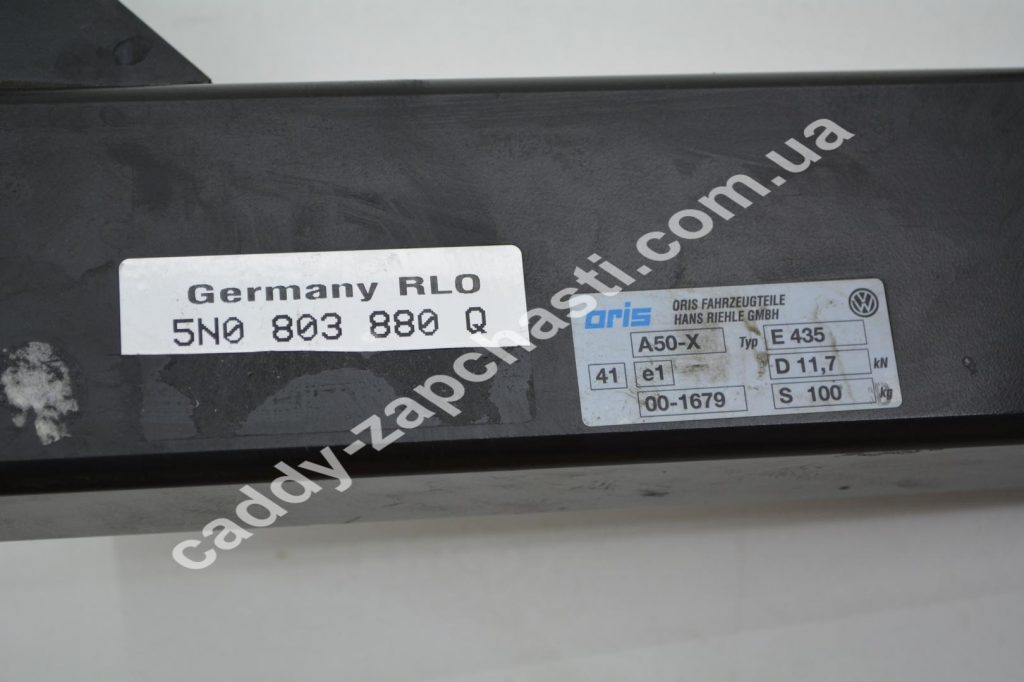 Germany RLO
5N0 803 880 Q
oris
ORIS FAHRZEUGTEILE
HANS RIEHLE GMBH
A50-X Typ E 435
41 e1 D 11,7 kN
00-1679 S 100 kg
caddy-zapchasti.com.ua